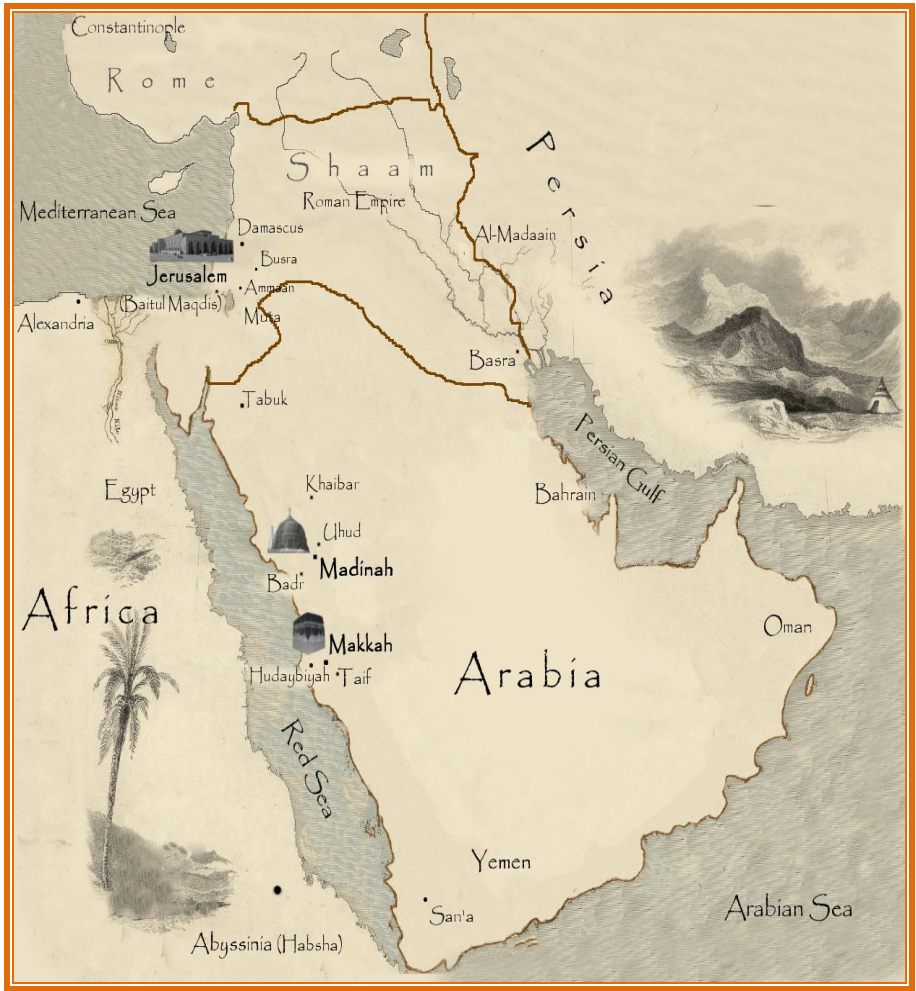 Constantinople
Rome
Persia
Shaam
Roman Empire
Mediterranean Sea
Damascus
Al-Madaain
Busra
Jerusalem
Ammaan
(Baitul Maqdis)
Muta
Alexandria
Basra
River Nile
Tabuk
Persian Gulf
Khaibar
Egypt
Bahrain
Uhud
Madinah
Badr
Africa
Oman
Makkah
Hudaybiyah
Taif
Arabia
Red Sea
Yemen
San'a
Arabian Sea
Abyssinia (Habsha)